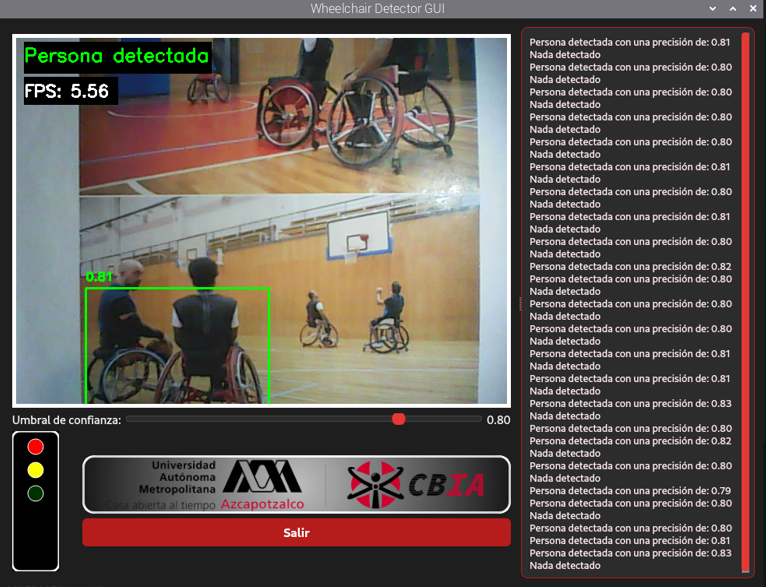 Wheelchair Detector GUI
Persona detectada
FPS: 5.56
0.81
Umbral de confianza:
0.80
Universidad
Autónoma
Metropolitana
Casa abierta al tiempo Azcapotzalco
CBIA
Salir
Persona detectada con una precisión de: 0.81
Nada detectado
Persona detectada con una precisión de: 0.80
Nada detectado
Persona detectada con una precisión de: 0.80
Nada detectado
Persona detectada con una precisión de: 0.80
Nada detectado
Persona detectada con una precisión de: 0.80
Nada detectado
Persona detectada con una precisión de: 0.81
Nada detectado
Persona detectada con una precisión de: 0.80
Nada detectado
Persona detectada con una precisión de: 0.81
Nada detectado
Persona detectada con una precisión de: 0.80
Nada detectado
Persona detectada con una precisión de: 0.82
Persona detectada con una precisión de: 0.80
Nada detectado
Persona detectada con una precisión de: 0.80
Nada detectado
Persona detectada con una precisión de: 0.80
Nada detectado
Persona detectada con una precisión de: 0.81
Nada detectado
Persona detectada con una precisión de: 0.81
Nada detectado
Persona detectada con una precisión de: 0.83
Nada detectado
Persona detectada con una precisión de: 0.80
Persona detectada con una precisión de: 0.82
Nada detectado
Persona detectada con una precisión de: 0.80
Nada detectado
Persona detectada con una precisión de: 0.79
Persona detectada con una precisión de: 0.80
Nada detectado
Persona detectada con una precisión de: 0.80
Persona detectada con una precisión de: 0.81
Persona detectada con una precisión de: 0.83
Nada detectado